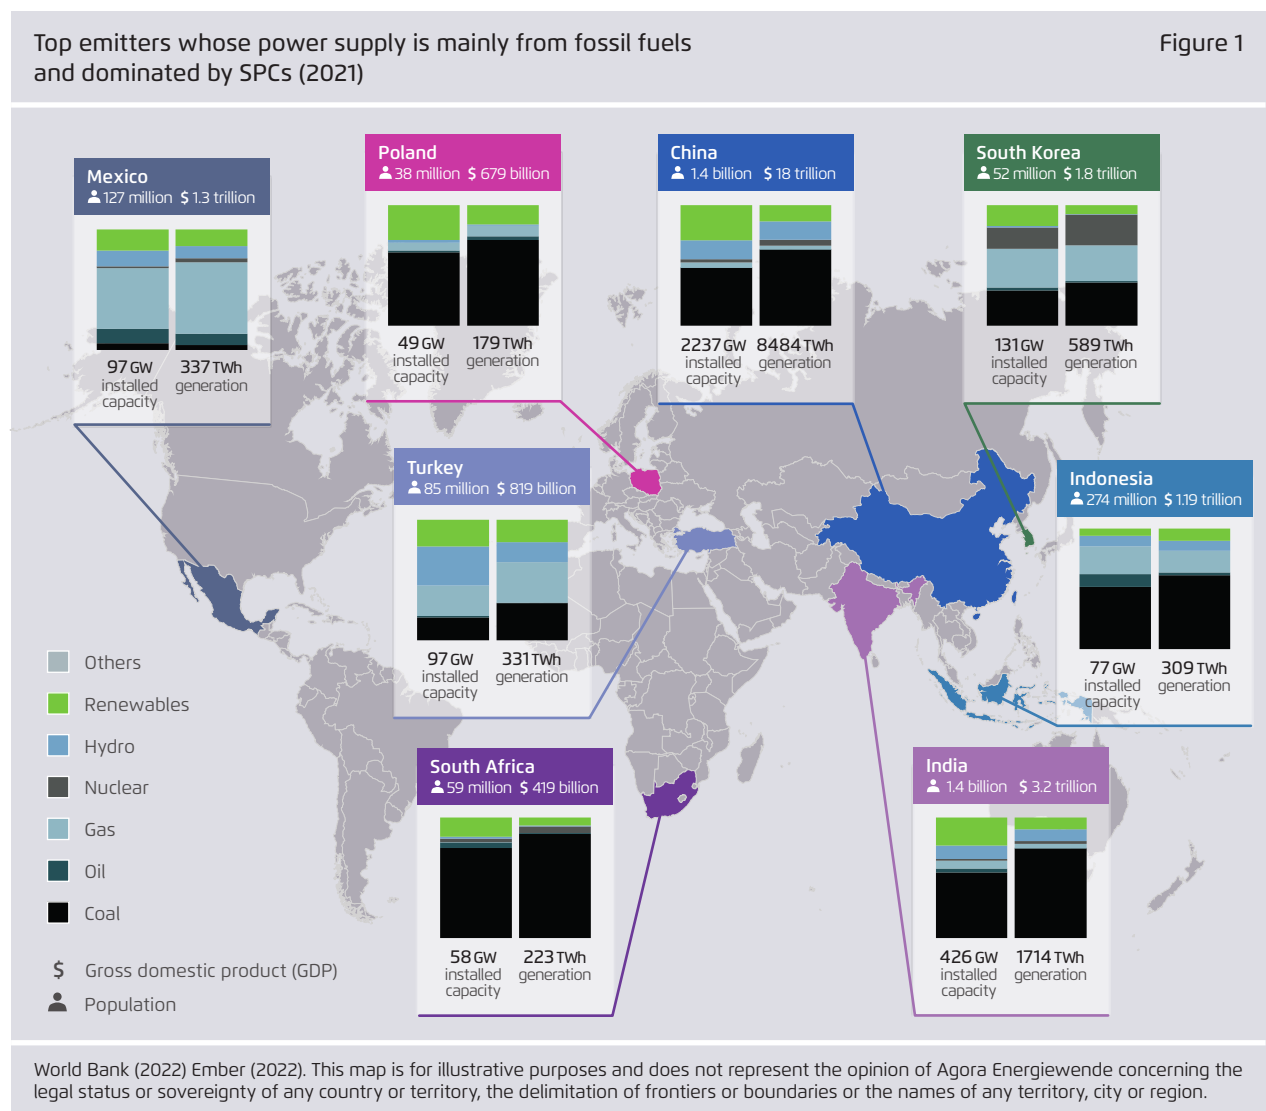 Top emitters whose power supply is mainly from fossil fuels
and dominated by SPCs (2021)
Figure 1
Mexico
127 million $ 1.3 trillion
97 GW
installed
capacity
337 TWh
generation
Poland
38 million $ 679 billion
49 GW
installed
capacity
179 TWh
generation
China
1.4 billion $ 18 trillion
2237 GW
installed
capacity
8484 TWh
generation
South Korea
52 million $ 1.8 trillion
131 GW
installed
capacity
589 TWh
generation
Turkey
85 million $ 819 billion
97 GW
installed
capacity
331 TWh
generation
Indonesia
274 million $ 1.19 trillion
77 GW
installed
capacity
309 TWh
generation
South Africa
59 million $ 419 billion
58 GW
installed
capacity
223 TWh
generation
India
1.4 billion $ 3.2 trillion
426 GW
installed
capacity
1714 TWh
generation
Others
Renewables
Hydro
Nuclear
Gas
Oil
Coal
$ Gross domestic product (GDP)
Population
World Bank (2022) Ember (2022). This map is for illustrative purposes and does not represent the opinion of Agora Energiewende concerning the
legal status or sovereignty of any country or territory, the delimitation of frontiers or boundaries or the names of any territory, city or region.